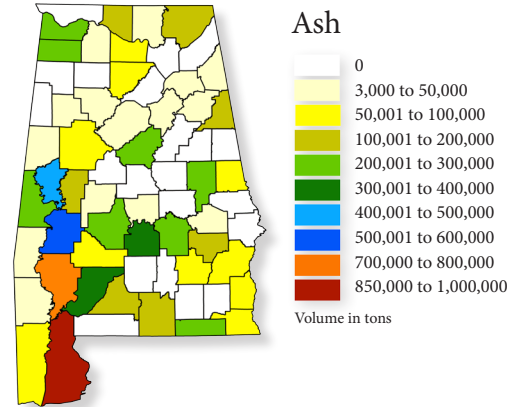 Ash
0
3,000 to 50,000
50,001 to 100,000
100,001 to 200,000
200,001 to 300,000
300,001 to 400,000
400,001 to 500,000
500,001 to 600,000
700,000 to 800,000
850,000 to 1,000,000
Volume in tons